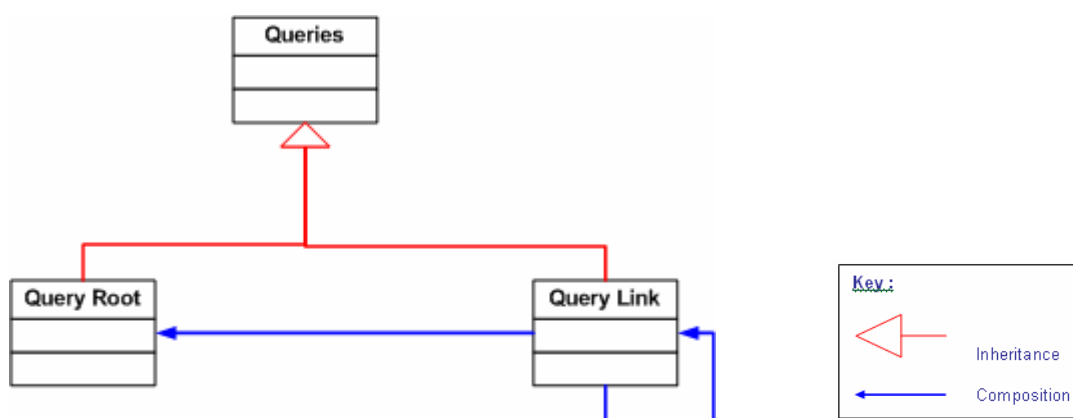 Queries
Query Root
Query Link
Key :
Inheritance
Composition